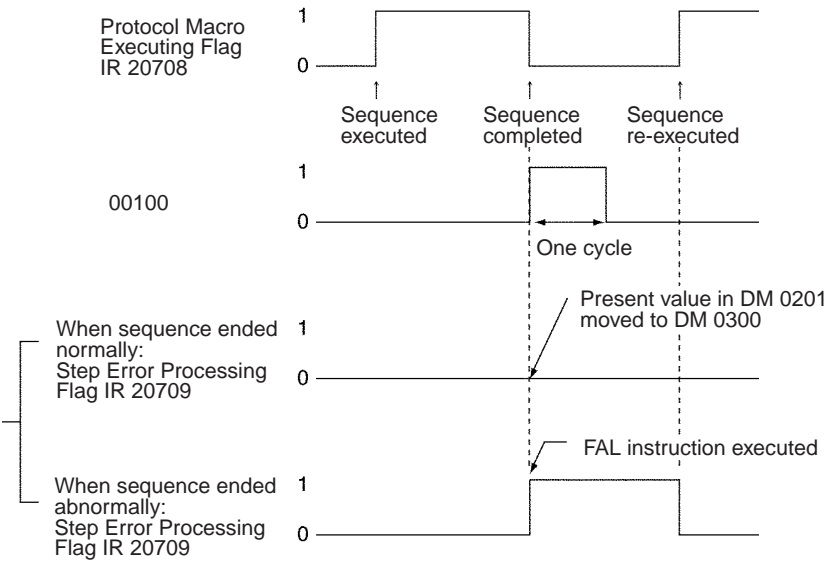 1
Protocol Macro
Executing Flag
IR 20708
0
Sequence
executed
Sequence
completed
Sequence
re-executed
1
00100
0
One cycle
Present value in DM 0201
moved to DM 0300
When sequence ended
normally:
Step Error Processing
Flag IR 20709
1
0
FAL instruction executed
When sequence ended
abnormally:
Step Error Processing
Flag IR 20709
1
0